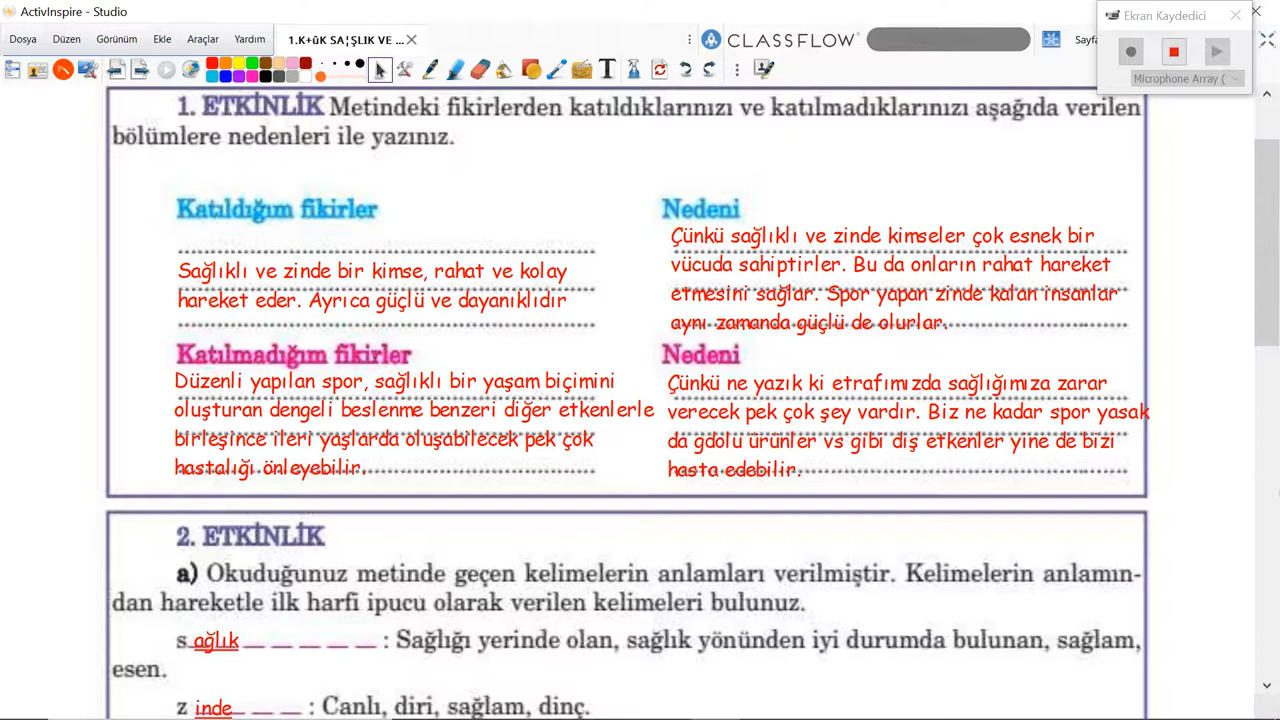 ActivInspire - Studio
Ekran Kaydedici
Dosya Düzen Görünüm Ekle Araçlar Yardım
1.K+ûK SA¦ŞLIK VE ...
CLASSFLOW
Sayfa
Microphone Array (
1. ETKİNLİK Metindeki fikirlerden katıldıklarınızı ve katılmadıklarınızı aşağıda verilen
bölümlere nedenleri ile yazınız.
Katıldığım fikirler
Sağlıklı ve zinde bir kimse, rahat ve kolay
hareket eder. Ayrıca güçlü ve dayanıklıdır
Nedeni
Çünkü sağlıklı ve zinde kimseler çok esnek bir
vücuda sahiptirler. Bu da onların rahat hareket
etmesini sağlar. Spor yapan zinde kalan insanlar
aynı zamanda güçlü de olurlar.
Katılmadığım fikirler
Düzenli yapılan spor, sağlıklı bir yaşam biçimini
oluşturan dengeli beslenme benzeri diğer etkenlerle
birleşince ileri yaşlarda oluşabilecek pek çok
hastalığı önleyebilir.
Nedeni
Çünkü ne yazık ki etrafımızda sağlığımıza zarar
verecek pek çok şey vardır. Biz ne kadar spor yasak
da gdolu ürünler vs gibi dış etkenler yine de bizi
hasta edebilir.
2. ETKİNLİK
a) Okuduğunuz metinde geçen kelimelerin anlamları verilmiştir. Kelimelerin anlamın-
dan hareketle ilk harfi ipucu olarak verilen kelimeleri bulunuz.
s ağlık _ _ _ _ _ : Sağlığı yerinde olan, sağlık yönünden iyi durumda bulunan, sağlam,
esen.
z inde _ _ _ : Canlı, diri, sağlam, dinç.